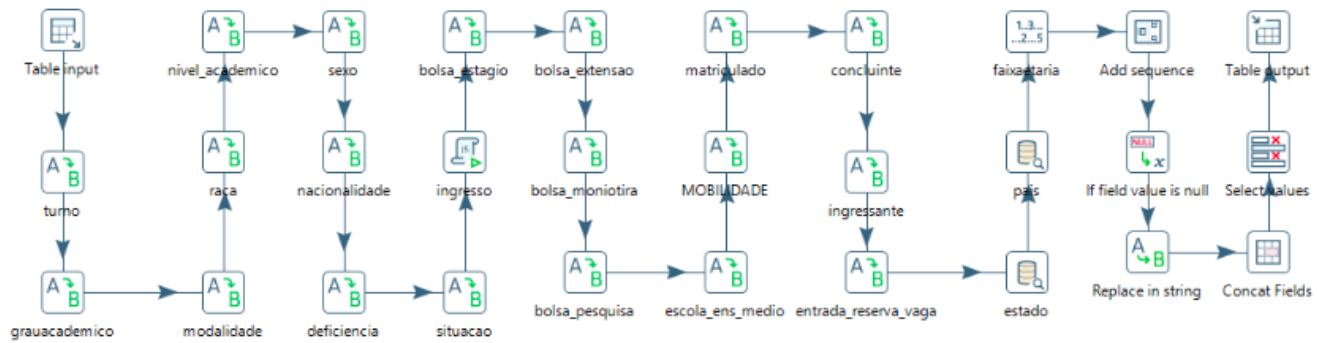 Table input
nivel_academico
sexo
bolsa_estagio
bolsa_extensao
matriculado
concluinte
faixaetaria
Add sequence
Table output
turno
raca
nacionalidade
ingresso
bolsa_moniotira
MOBILIDADE
ingressante
pais
If field value is null
Select values
grauacademico
modalidade
deficiencia
situacao
bolsa_pesquisa
escola_ens_medio
entrada_reserva_vaga
estado
Replace in string
Concat Fields